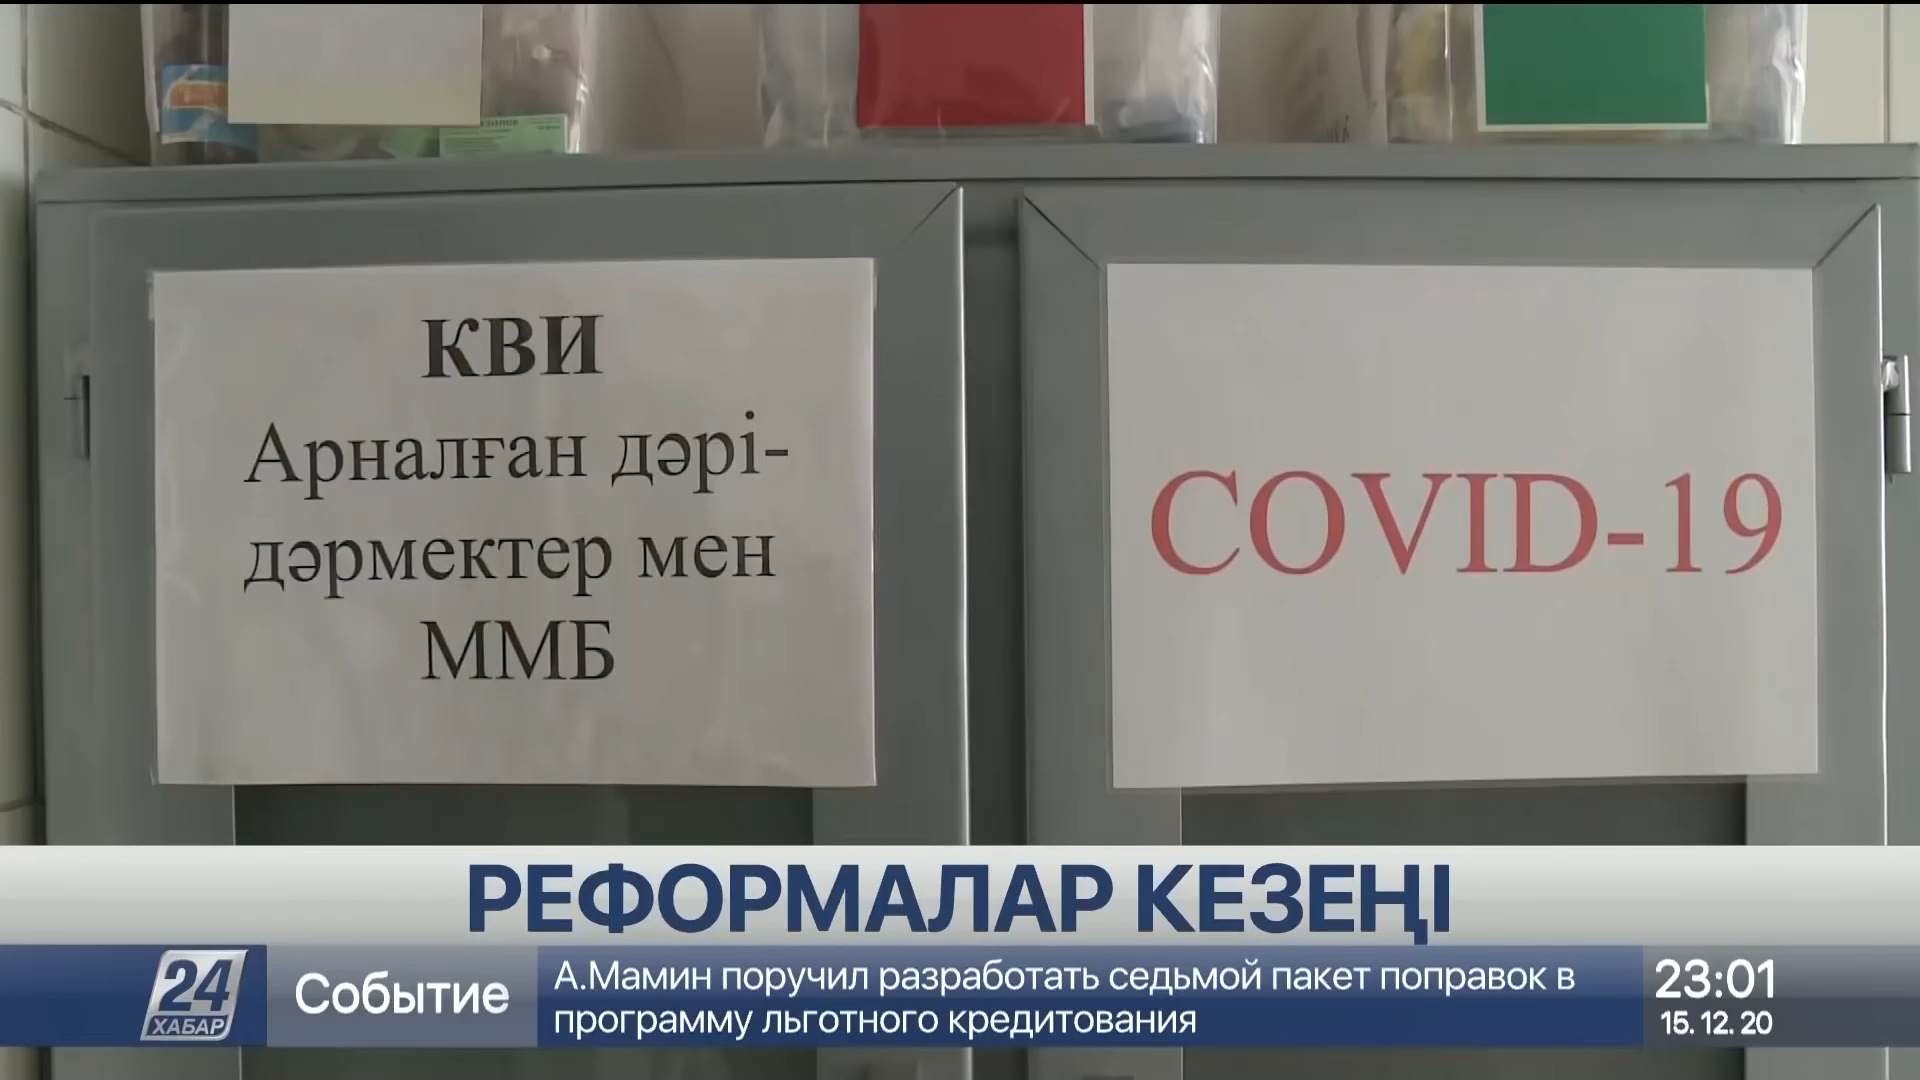 КВИ
Арналған дәрі-
дәрмектер мен
ММБ
COVID-19
РЕФОРМАЛАР КЕЗЕҢІ
24
ХАБАР
Событие
А.Мамин поручил разработать седьмой пакет поправок в
программу льготного кредитования
23:01
15. 12. 20